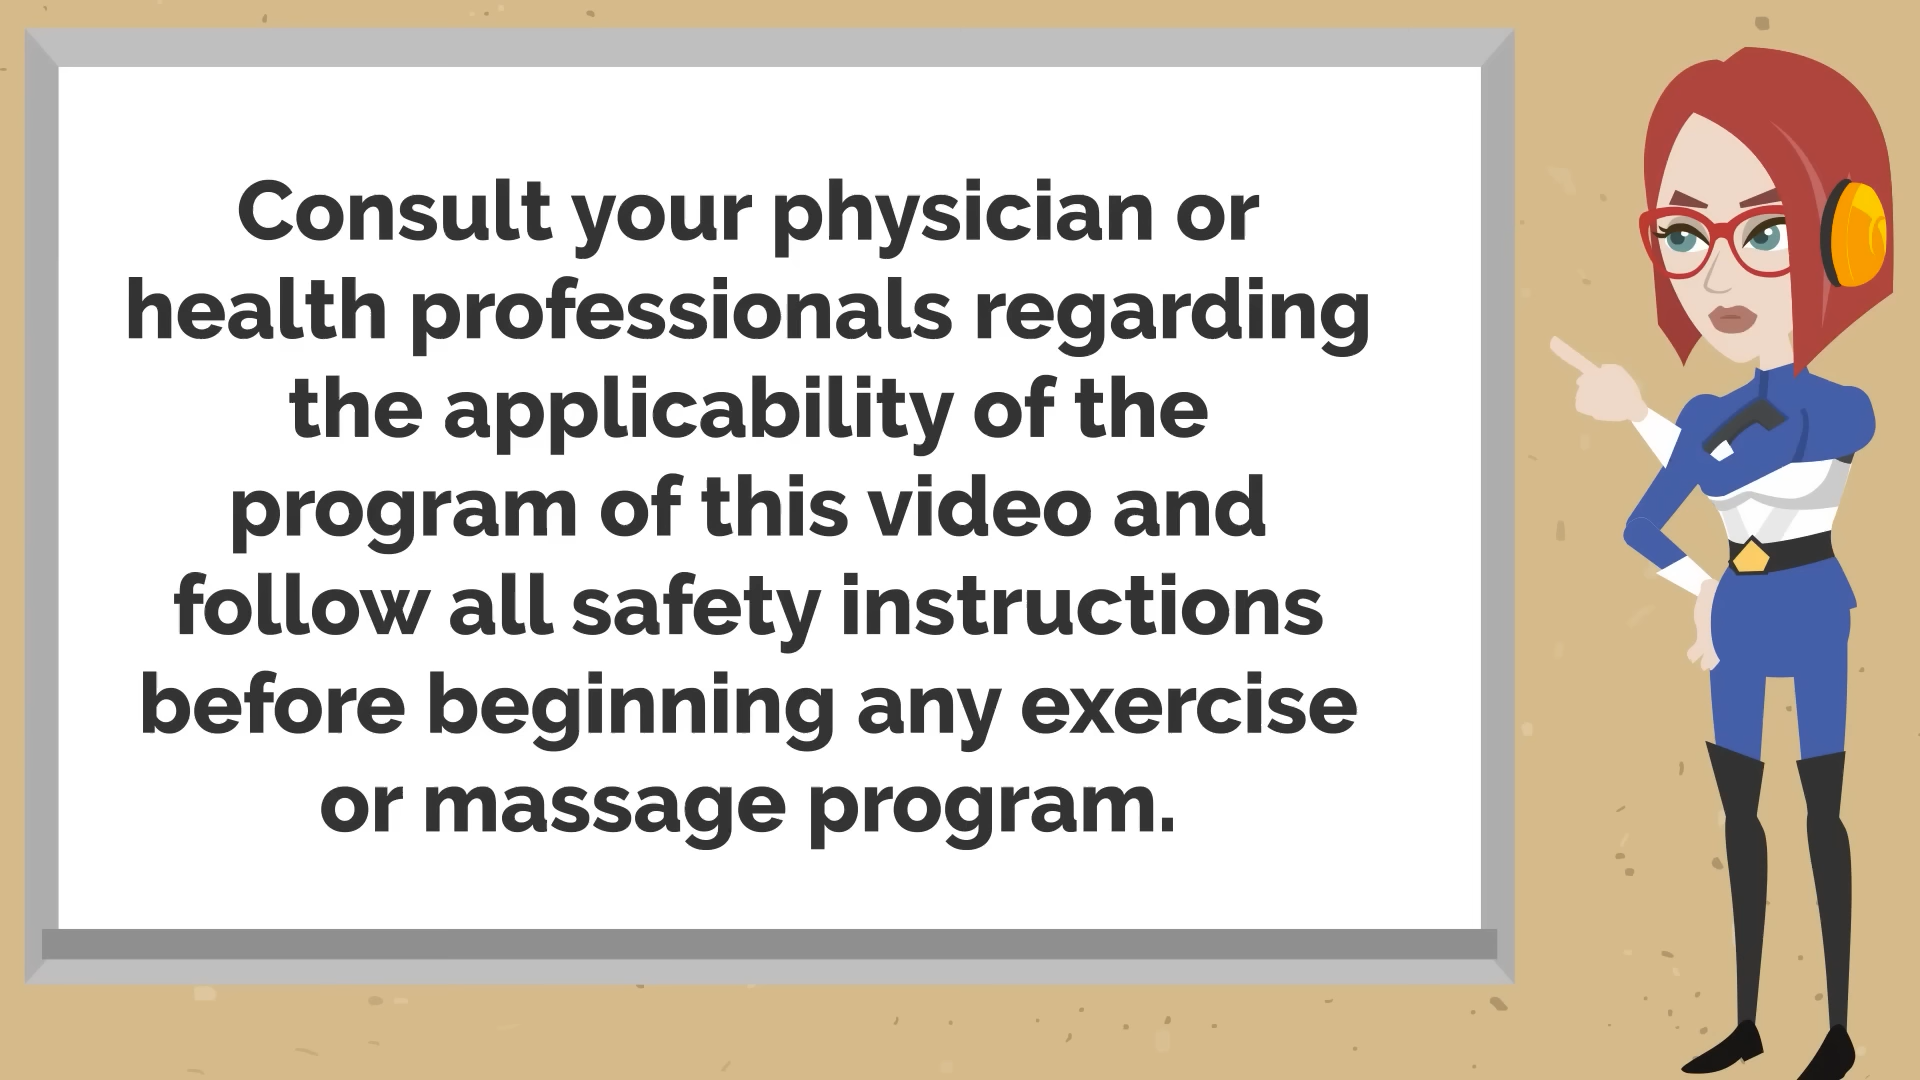 Consult your physician or
health professionals regarding
the applicability of the
program of this video and
follow all safety instructions
before beginning any exercise
or massage program.